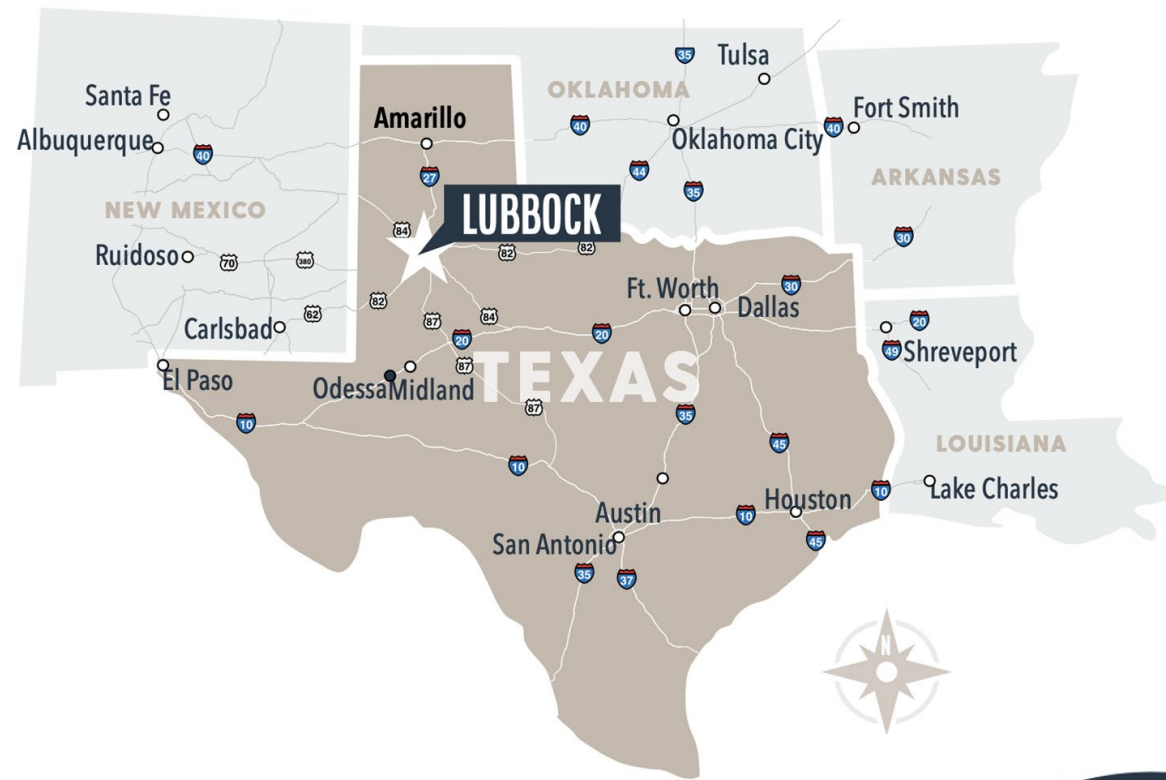 35
Tulsa
OKLAHOMA
Santa Fe
Amarillo
Fort Smith
40
40
Albuquerque
40
Oklahoma City
27
44
35
ARKANSAS
NEW MEXICO
LUBBOCK
84
30
82
82
Ruidoso
70
380
Ft. Worth
30
82
62
Dallas
Carlsbad
87
84
20
20
20
49
Shreveport
El Paso
Odessa
Midland
87
TEXAS
87
35
10
45
LOUISIANA
10
10
Lake Charles
Houston
Austin
10
San Antonio
45
35
37
N